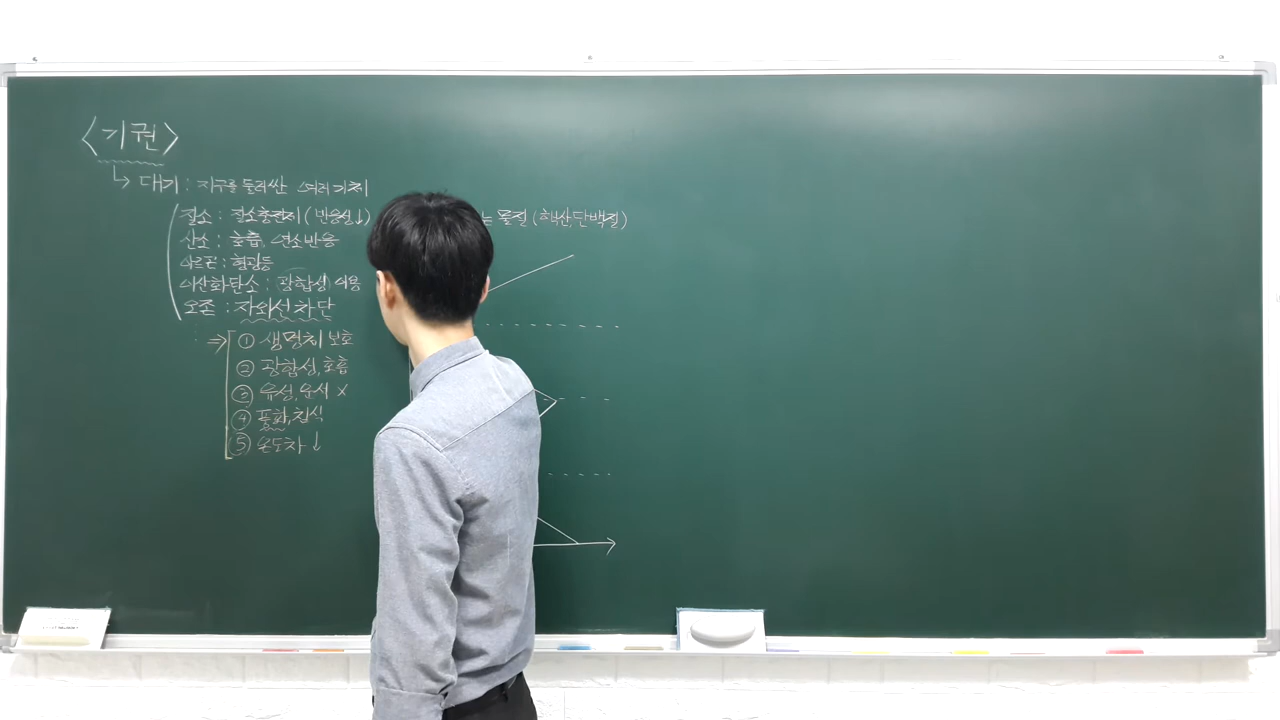 <기권>
↳ 대기 : 지구를 둘러싼 여러 기체
질소 : 질소충전제 (반응성↓) 는 물질 (핵산,단백질)
산소 : 호흡, 연소반응
아르곤 : 형광등
이산화탄소 : 광합성 이용
오존 : 자외선차단
⇒ ① 생명체 보호
② 광합성,호흡
③ 유성,운석 x
④ 풍화,침식
⑤ 온도차 ↓